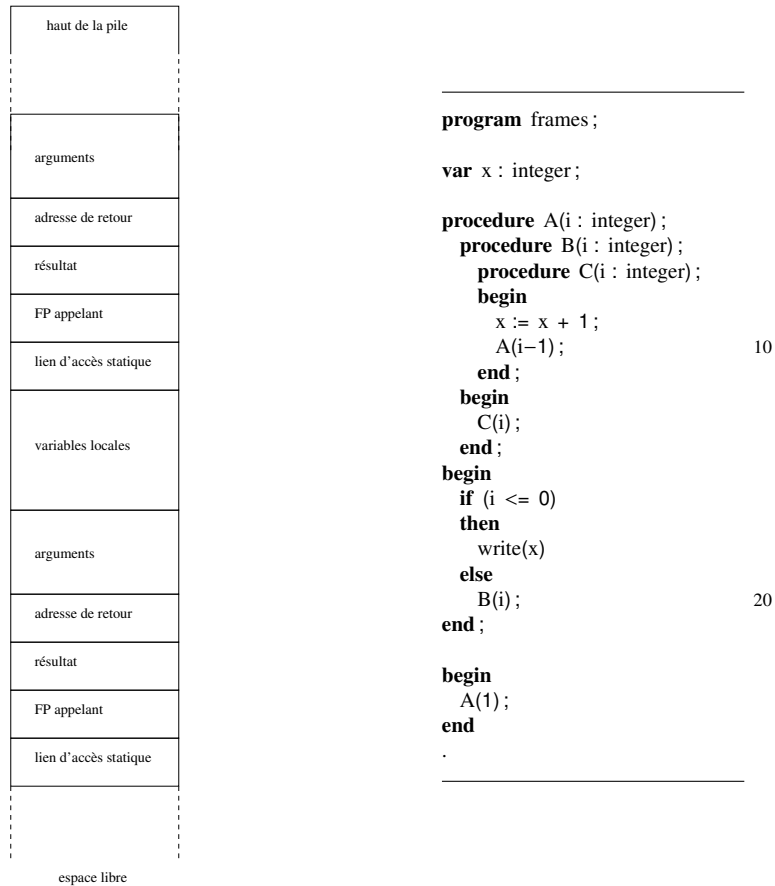 haut de la pile
arguments
adresse de retour
résultat
FP appelant
lien d'accès statique
variables locales
arguments
adresse de retour
résultat
FP appelant
lien d'accès statique
espace libre
program frames ;
var x : integer ;
procedure A(i : integer) ;
procedure B(i : integer) ;
procedure C(i : integer) ;
begin
x := x + 1 ;
A(i−1) ; 10
end ;
begin
C(i) ;
end ;
begin
if (i <= 0)
then
write(x)
else
B(i) ; 20
end ;
begin
A(1) ;
end
.